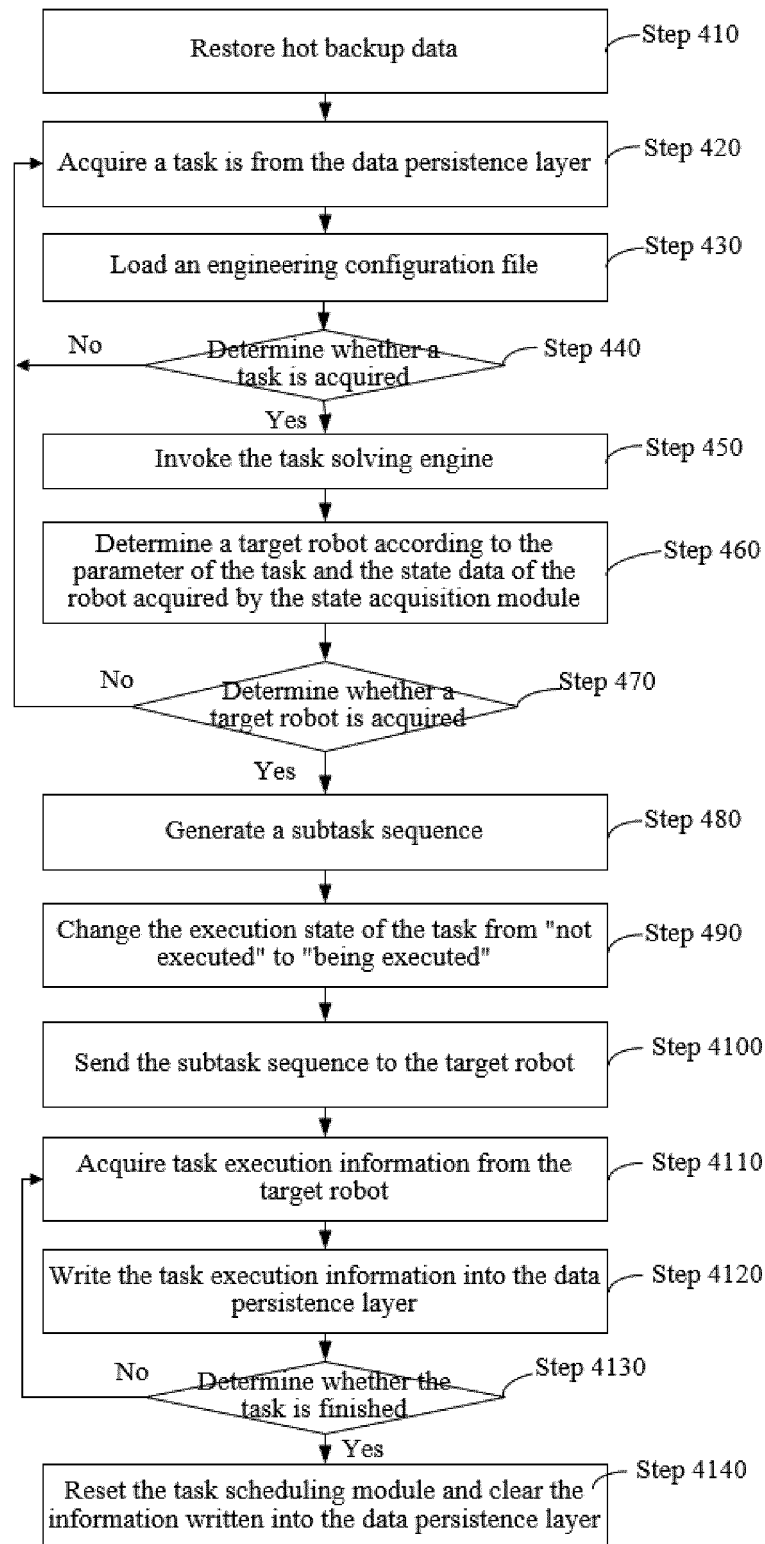 Restore hot backup data
Step 410
Acquire a task is from the data persistence layer
Step 420
Load an engineering configuration file
Step 430
No
Determine whether a
task is acquired
Step 440
Yes
Invoke the task solving engine
Step 450
Determine a target robot according to the
parameter of the task and the state data of the
robot acquired by the state acquisition module
Step 460
No
Determine whether a
target robot is acquired
Step 470
Yes
Generate a subtask sequence
Step 480
Change the execution state of the task from "not
executed" to "being executed"
Step 490
Send the subtask sequence to the target robot
Step 4100
Acquire task execution information from the
target robot
Step 4110
Write the task execution information into the data
persistence layer
Step 4120
No
Determine whether the
task is finished
Step 4130
Yes
Reset the task scheduling module and clear the
information written into the data persistence layer
Step 4140